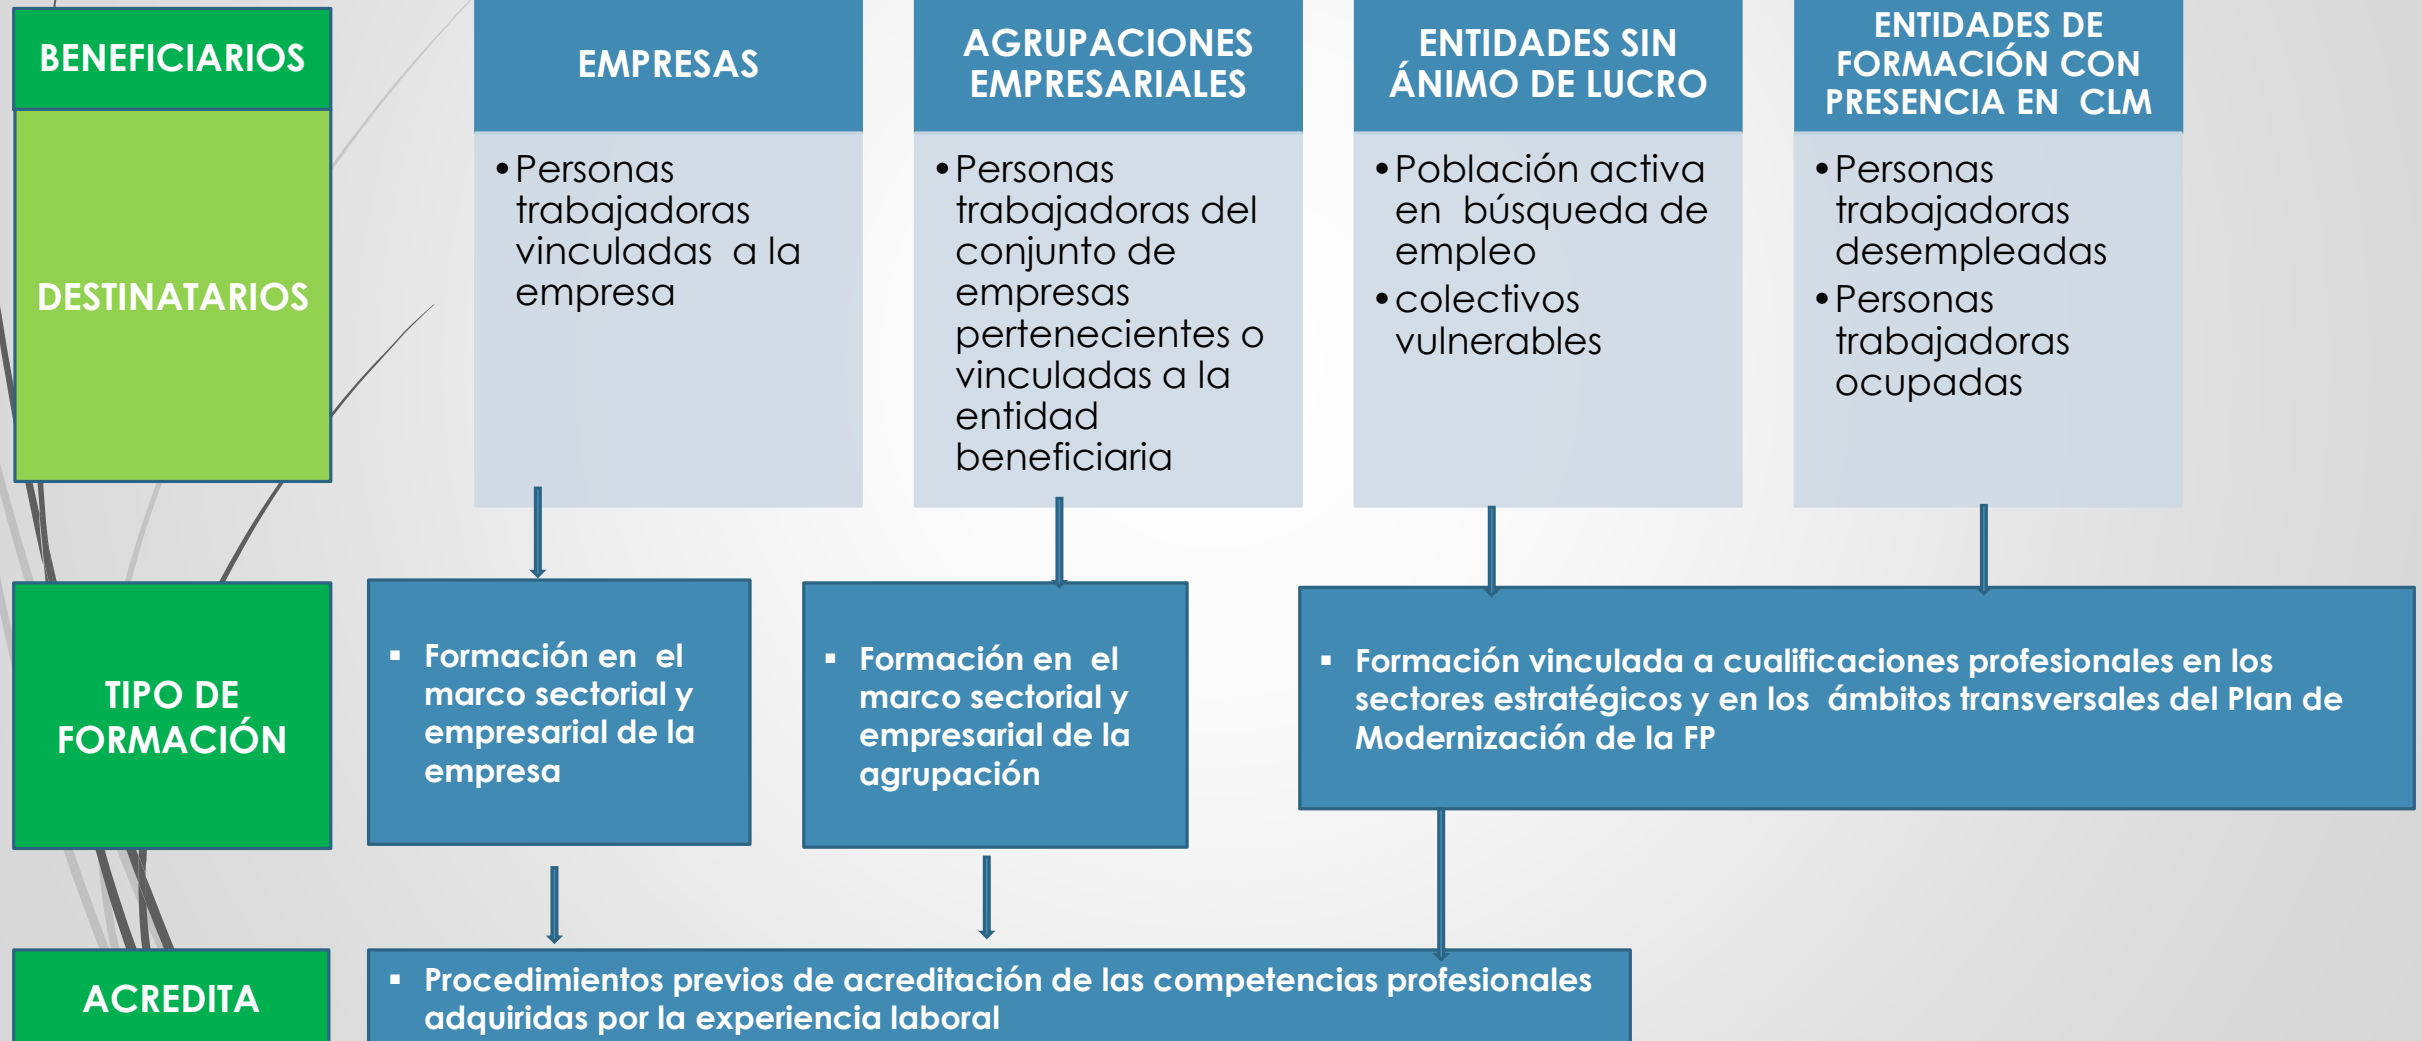 BENEFICIARIOS
EMPRESAS
AGRUPACIONES
EMPRESARIALES
ENTIDADES SIN
ÁNIMO DE LUCRO
ENTIDADES DE
FORMACIÓN CON
PRESENCIA EN CLM
DESTINATARIOS
•Personas
trabajadoras
vinculadas a la
empresa
•Personas
trabajadoras del
conjunto de
empresas
pertenecientes o
vinculadas a la
entidad
beneficiaria
•Población activa
en búsqueda de
empleo
•colectivos
vulnerables
•Personas
trabajadoras
desempleadas
•Personas
trabajadoras
ocupadas
TIPO DE
FORMACIÓN
▪ Formación en el
marco sectorial y
empresarial de la
empresa
▪ Formación en el
marco sectorial y
empresarial de la
agrupación
▪ Formación vinculada a cualificaciones profesionales en los
sectores estratégicos y en los ámbitos transversales del Plan de
Modernización de la FP
ACREDITA
▪ Procedimientos previos de acreditación de las competencias profesionales
adquiridas por la experiencia laboral